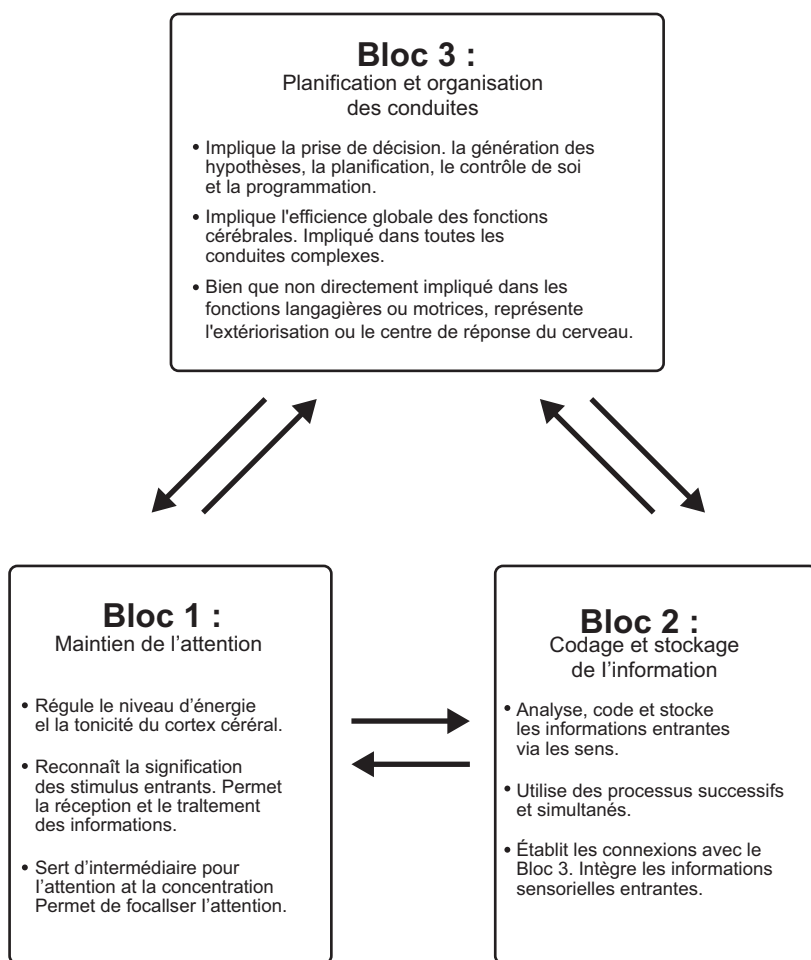 Bloc 3 :
Planification et organisation
des conduites
• Implique la prise de décision. la génération des
hypothèses, la planification, le contrôle de soi
et la programmation.
• Implique l'efficience globale des fonctions
cérébrales. Impliqué dans toutes les
conduites complexes.
• Bien que non directement impliqué dans les
fonctions langagières ou motrices, représente
l'extériorisation ou le centre de réponse du cerveau.
Bloc 1 :
Maintien de l’attention
• Régule le niveau d’énergie
el la tonicité du cortex céréral.
• Reconnaît la signification
des stimulus entrants. Permet
la réception et le traltement
des informations.
• Sert d’intermédiaire pour
l’attention at la concentration
Permet de focallser l’attention.
Bloc 2 :
Codage et stockage
de l’information
• Analyse, code et stocke
les informations entrantes
via les sens.
• Utilise des processus successifs
et simultanés.
• Établit les connexions avec le
Bloc 3. Intègre les informations
sensorielles entrantes.